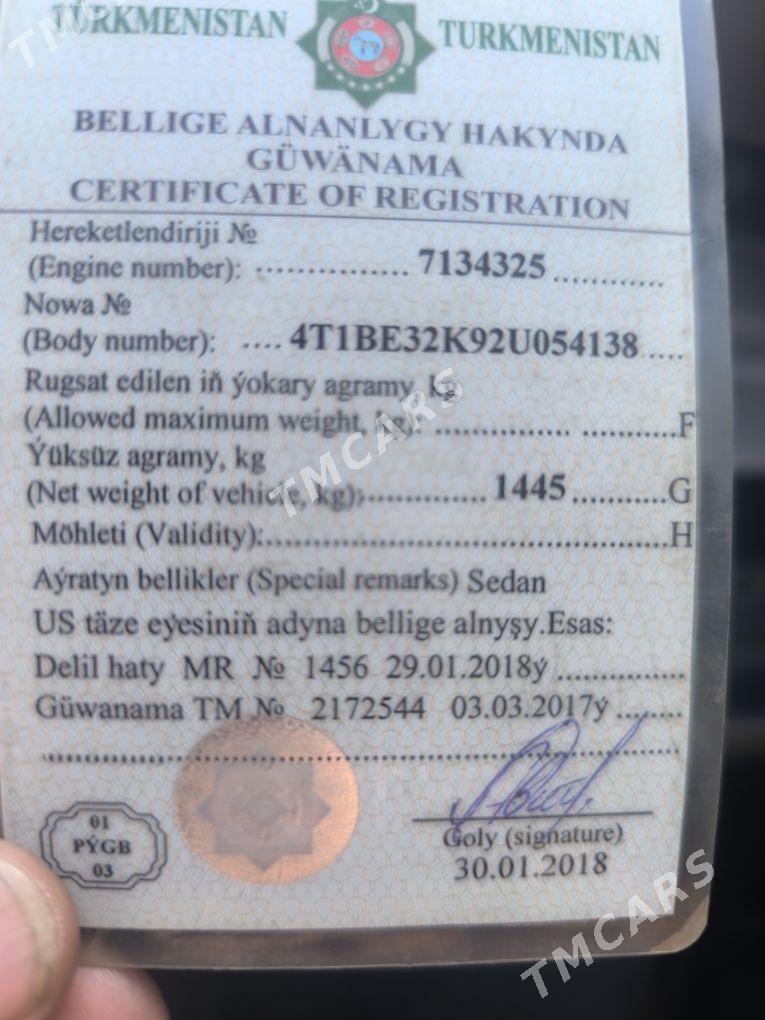 TURKMENISTAN TURKMENISTAN
BELLIGE ALNANLYGY HAKYNDA
GÜWÄNAMA
CERTIFICATE OF REGISTRATION
Hereketlendiriji №
(Engine number): ................ 7134325 .............
Nowa №
(Body number): .... 4T1BE32K92U054138 .....
Rugsat edilen iň ýokary agramy, kg
(Allowed maximum weight, kg): .............. ..........F
Ýüksüz agramy, kg
(Net weight of vehicle, kg):............... 1445 ...........G
Möhleti (Validity):..............................................H
Aýratyn bellikler (Special remarks) Sedan
US täze eýesiniň adyna bellige alnyşy.Esas:
Delil haty MR № 1456 29.01.2018ý ...............
Güwanama TM № 2172544 03.03.2017ý ........
01
PÝGB
03
Goly (signature)
30.01.2018
TMCARS
TMCARS
TMCARS